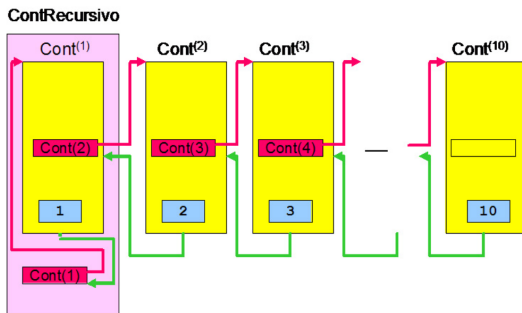 ContRecursivo
Cont(1)
Cont(2)
Cont(3)
Cont(10)
Cont(2)
Cont(3)
Cont(4)
1
2
3
10
Cont(1)